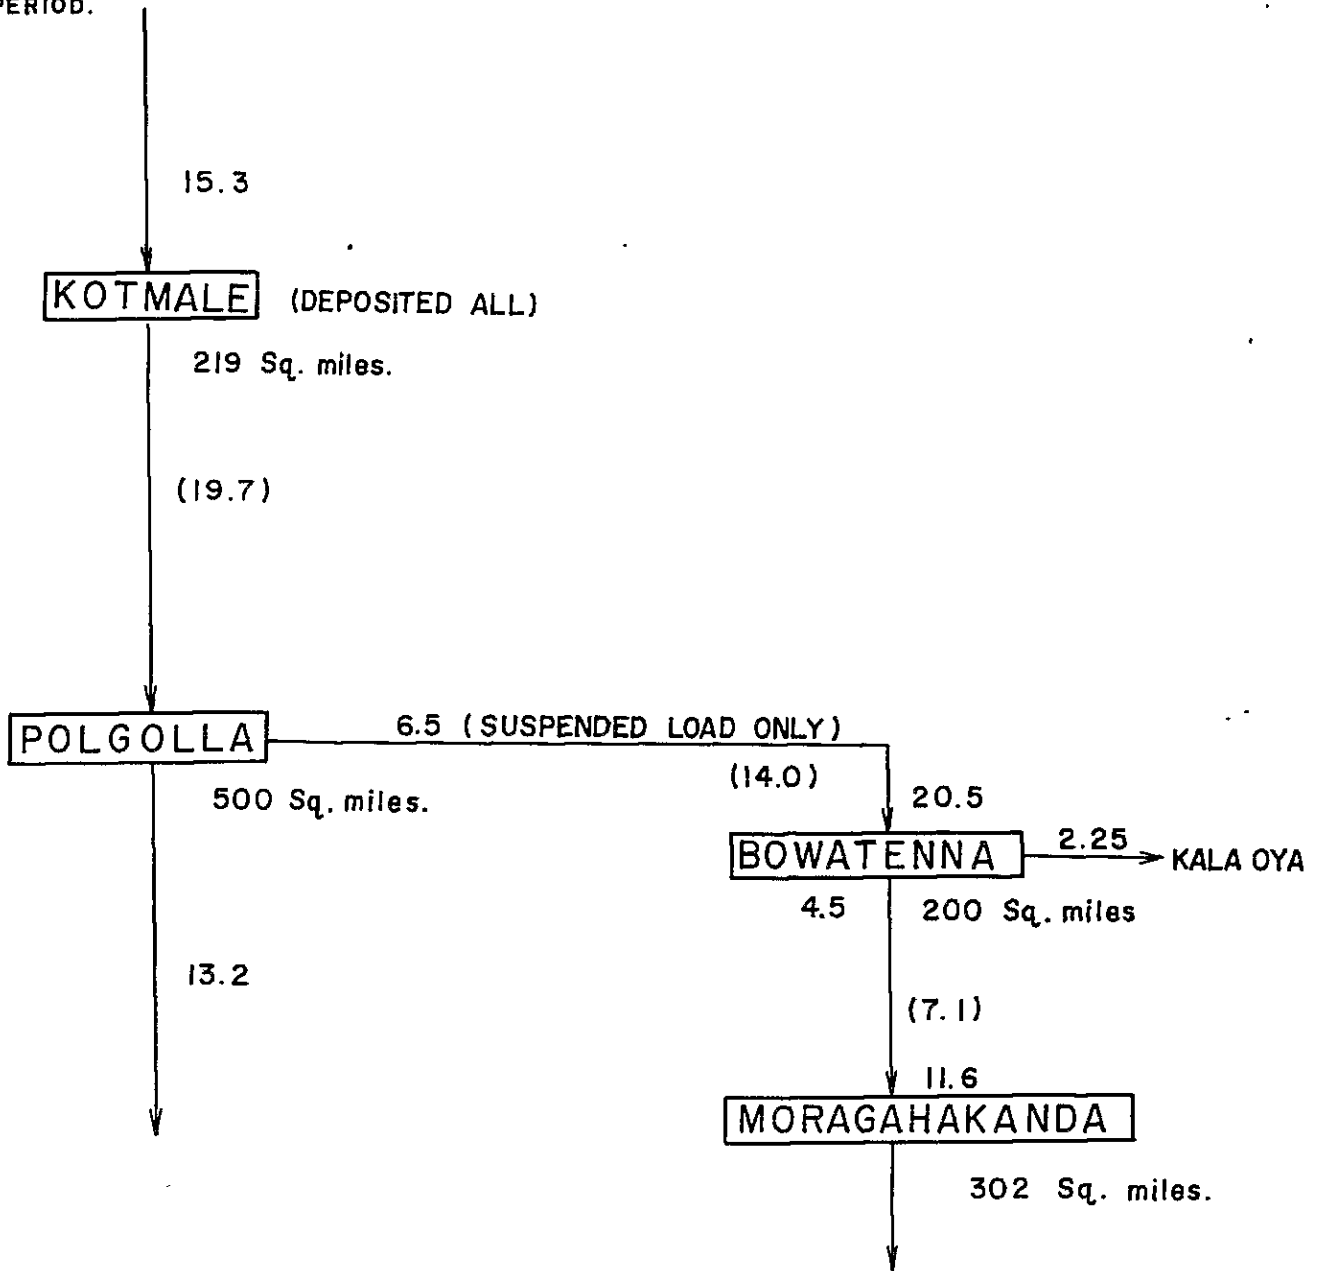 PERIOD.
15.3
KOTMALE (DEPOSITED ALL)
219 Sq. miles.
(19.7)
POLGOLLA
6.5 (SUSPENDED LOAD ONLY)
500 Sq. miles.
(14.0)
20.5
BOWATENNA
2.25
KALA OYA
4.5
200 Sq. miles
13.2
(7.1)
11.6
MORAGAHAKANDA
302 Sq. miles.